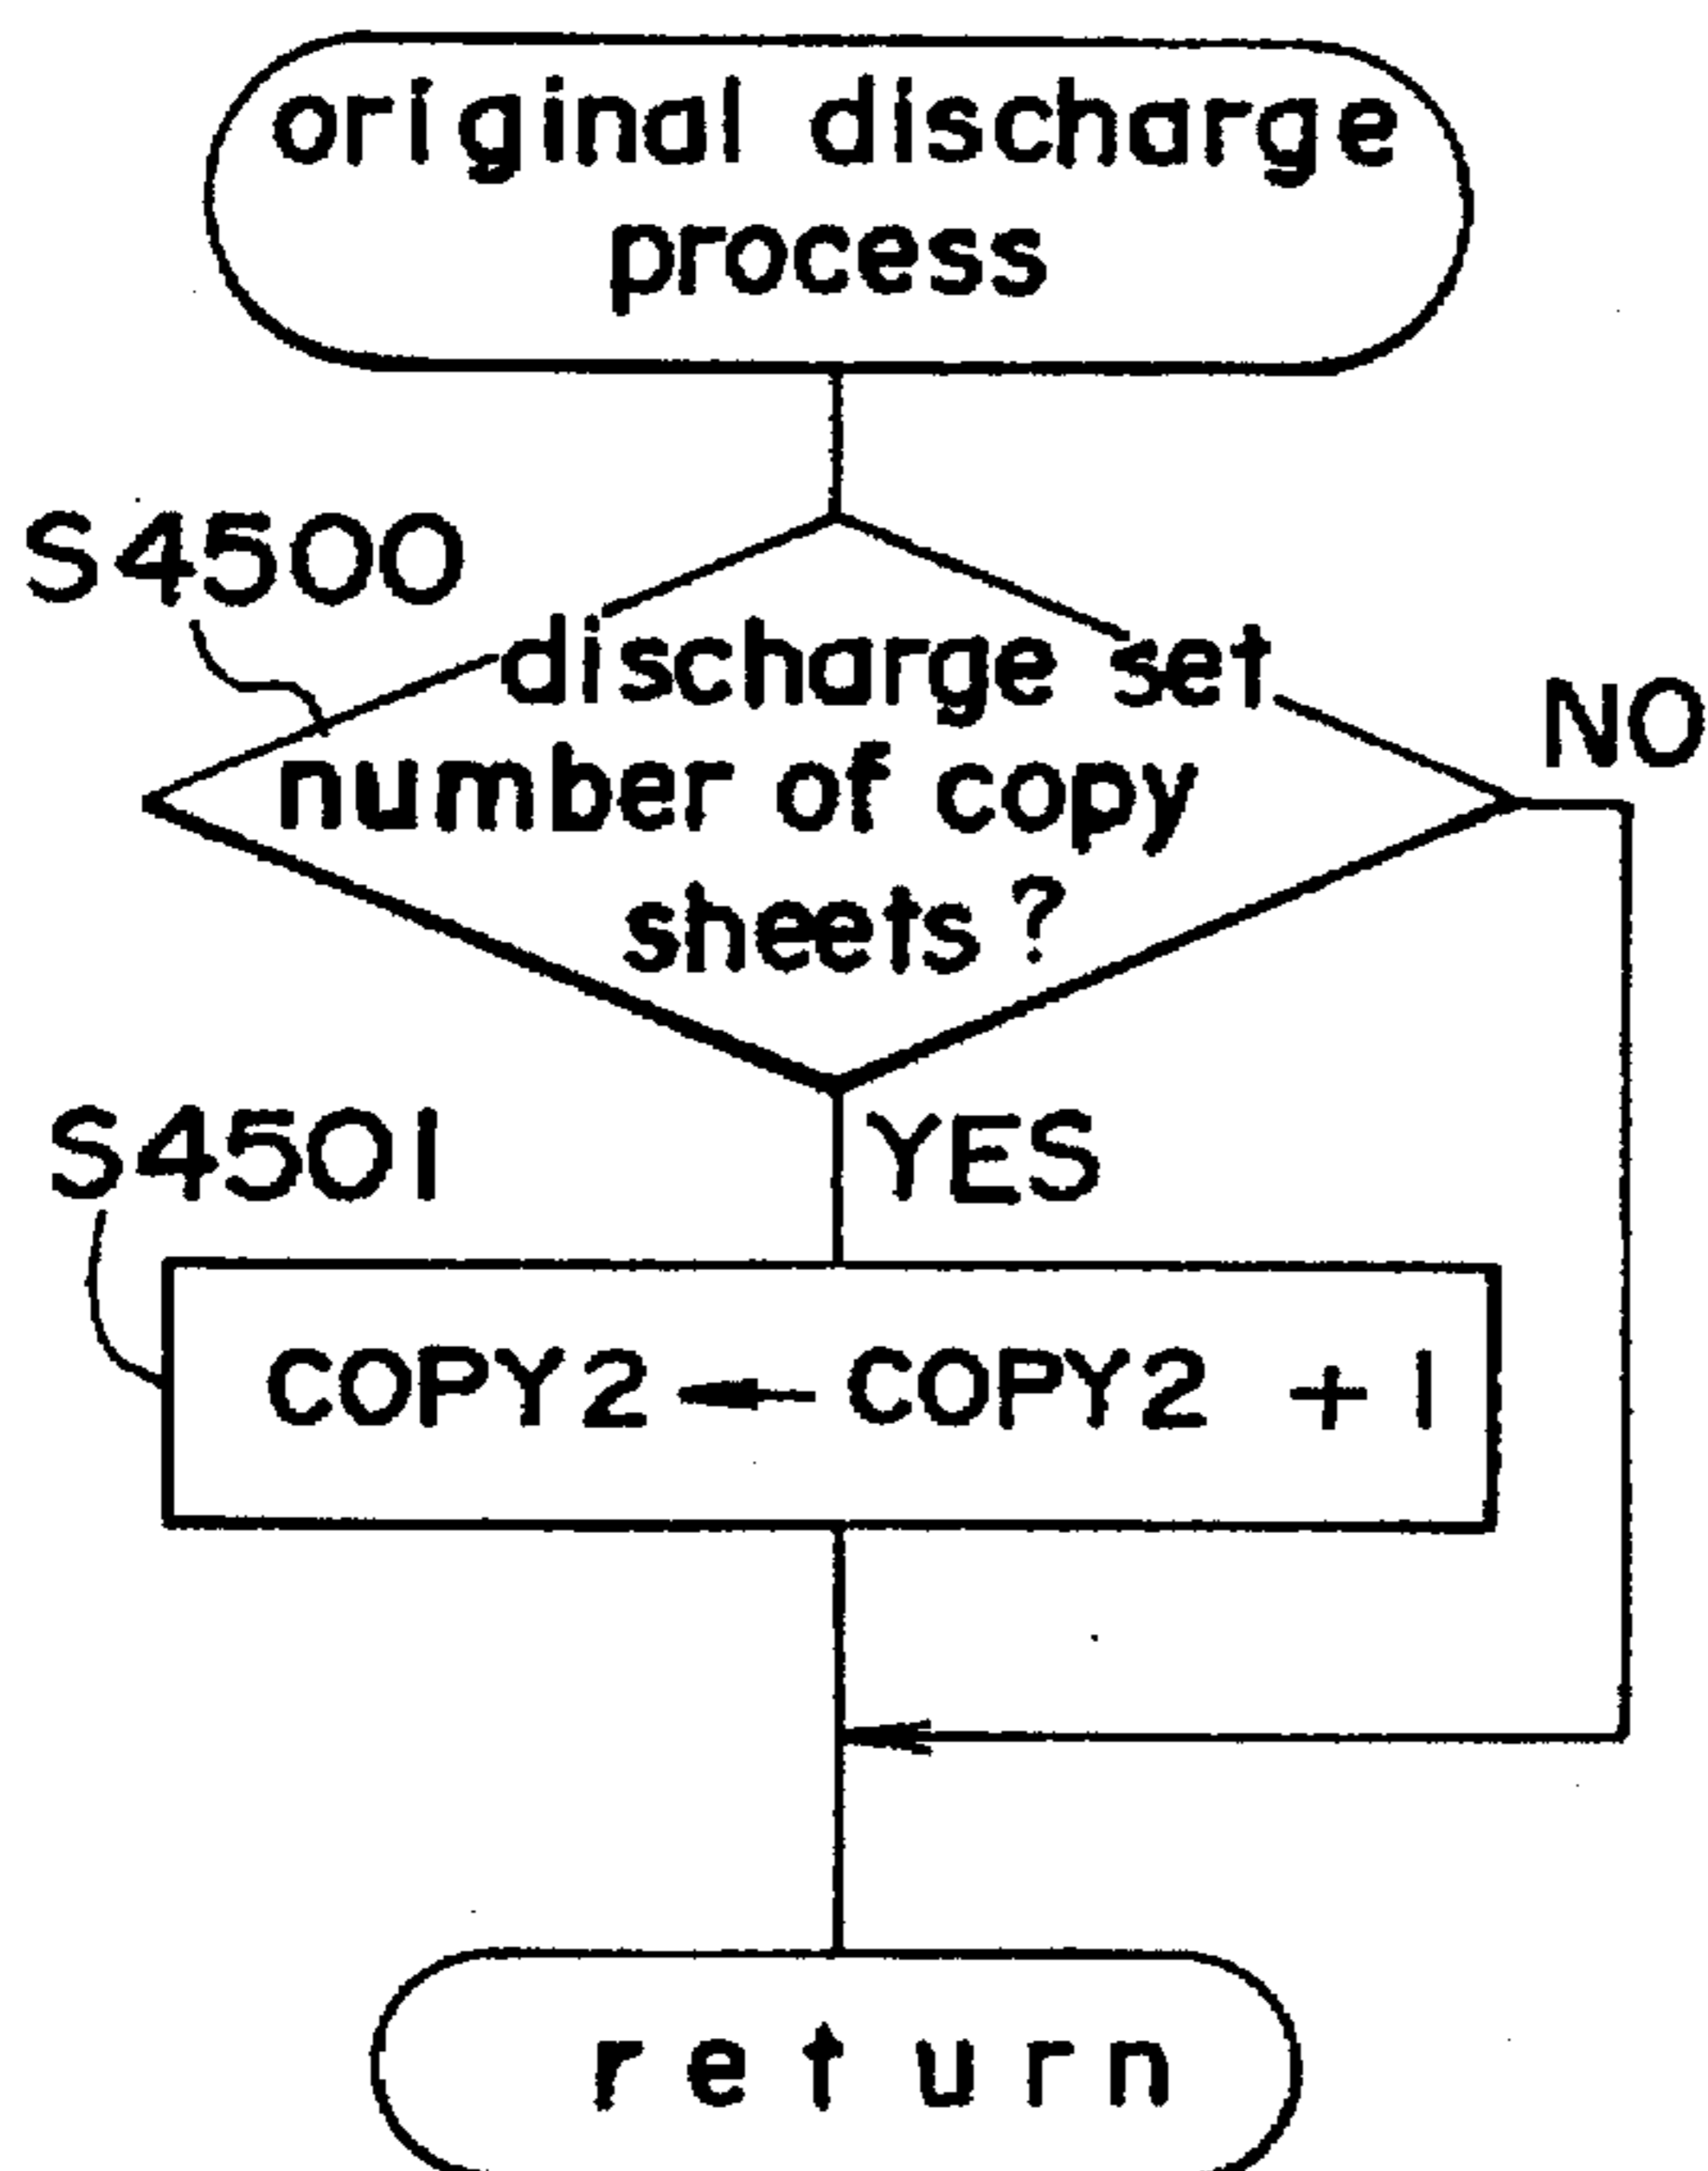 original discharge
process
S4500
discharge set
NO
number of copy
sheets ?
S4501
YES
COPY2 ← COPY2 + 1
return